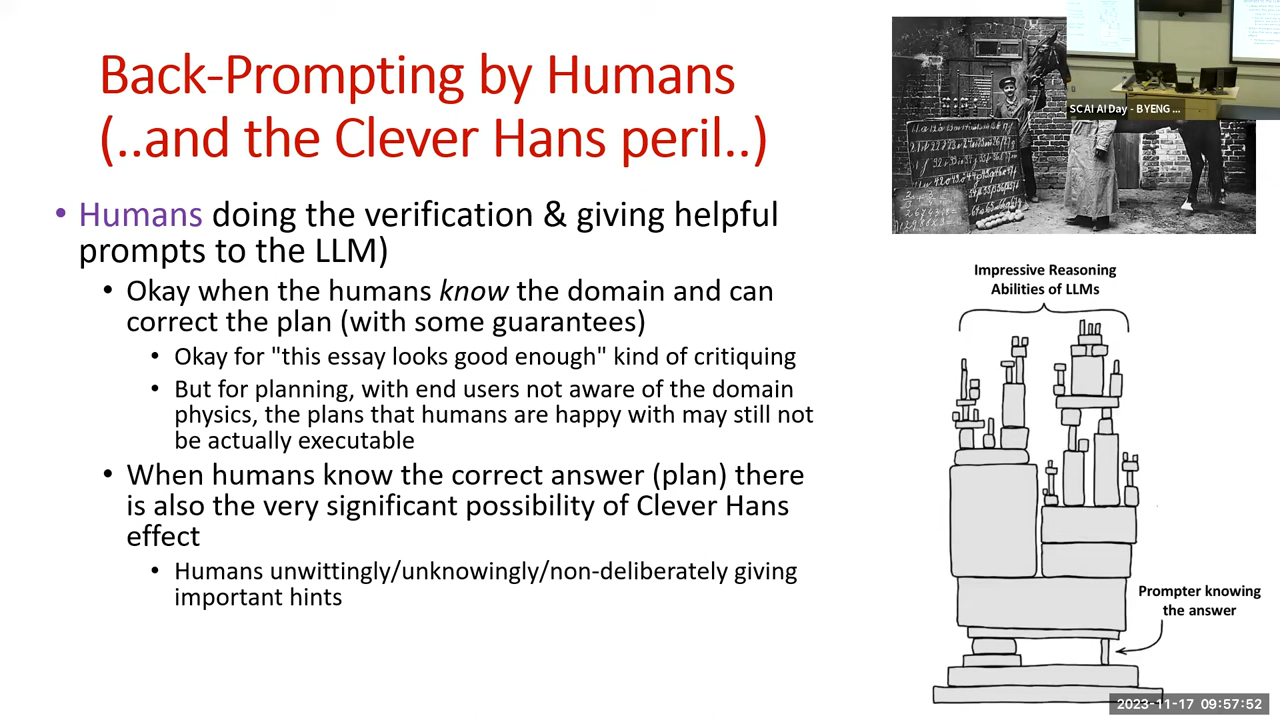 Back-Prompting by Humans
(..and the Clever Hans peril..)
• Humans doing the verification & giving helpful
prompts to the LLM)
• Okay when the humans know the domain and can
correct the plan (with some guarantees)
• Okay for "this essay looks good enough" kind of critiquing
• But for planning, with end users not aware of the domain
physics, the plans that humans are happy with may still not
be actually executable
• When humans know the correct answer (plan) there
is also the very significant possibility of Clever Hans
effect
• Humans unwittingly/unknowingly/non-deliberately giving
important hints
SCAI AI Day - BYENG ...
Impressive Reasoning
Abilities of LLMs
Prompter knowing
the answer
2023-11-17 09:57:52